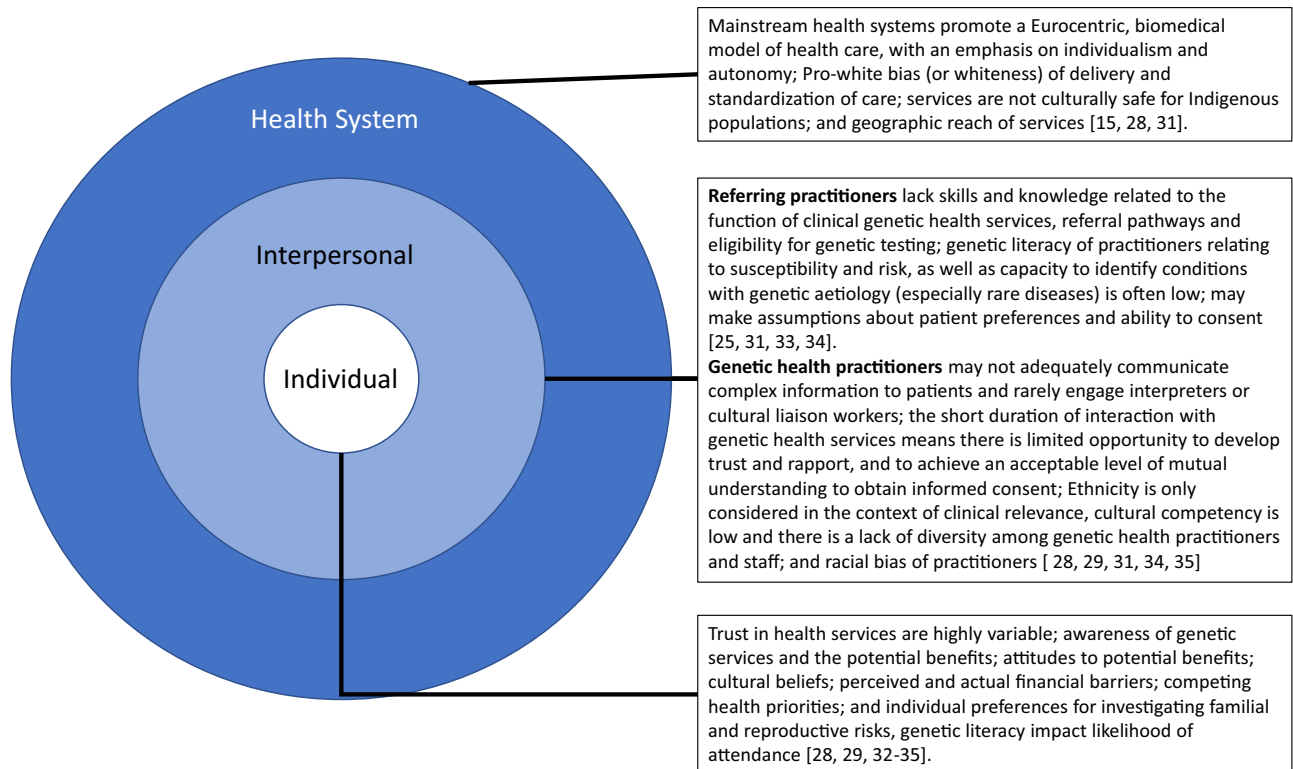 Health System
Interpersonal
Individual
Mainstream health systems promote a Eurocentric, biomedical
model of health care, with an emphasis on individualism and
autonomy; Pro-white bias (or whiteness) of delivery and
standardization of care; services are not culturally safe for Indigenous
populations; and geographic reach of services [15, 28, 31].
Referring practitioners lack skills and knowledge related to the
function of clinical genetic health services, referral pathways and
eligibility for genetic testing; genetic literacy of practitioners relating
to susceptibility and risk, as well as capacity to identify conditions
with genetic aetiology (especially rare diseases) is often low; may
make assumptions about patient preferences and ability to consent
[25, 31, 33, 34].
Genetic health practitioners may not adequately communicate
complex information to patients and rarely engage interpreters or
cultural liaison workers; the short duration of interaction with
genetic health services means there is limited opportunity to develop
trust and rapport, and to achieve an acceptable level of mutual
understanding to obtain informed consent; Ethnicity is only
considered in the context of clinical relevance, cultural competency is
low and there is a lack of diversity among genetic health practitioners
and staff; and racial bias of practitioners [ 28, 29, 31, 34, 35]
Trust in health services are highly variable; awareness of genetic
services and the potential benefits; attitudes to potential benefits;
cultural beliefs; perceived and actual financial barriers; competing
health priorities; and individual preferences for investigating familial
and reproductive risks, genetic literacy impact likelihood of
attendance [28, 29, 32-35].